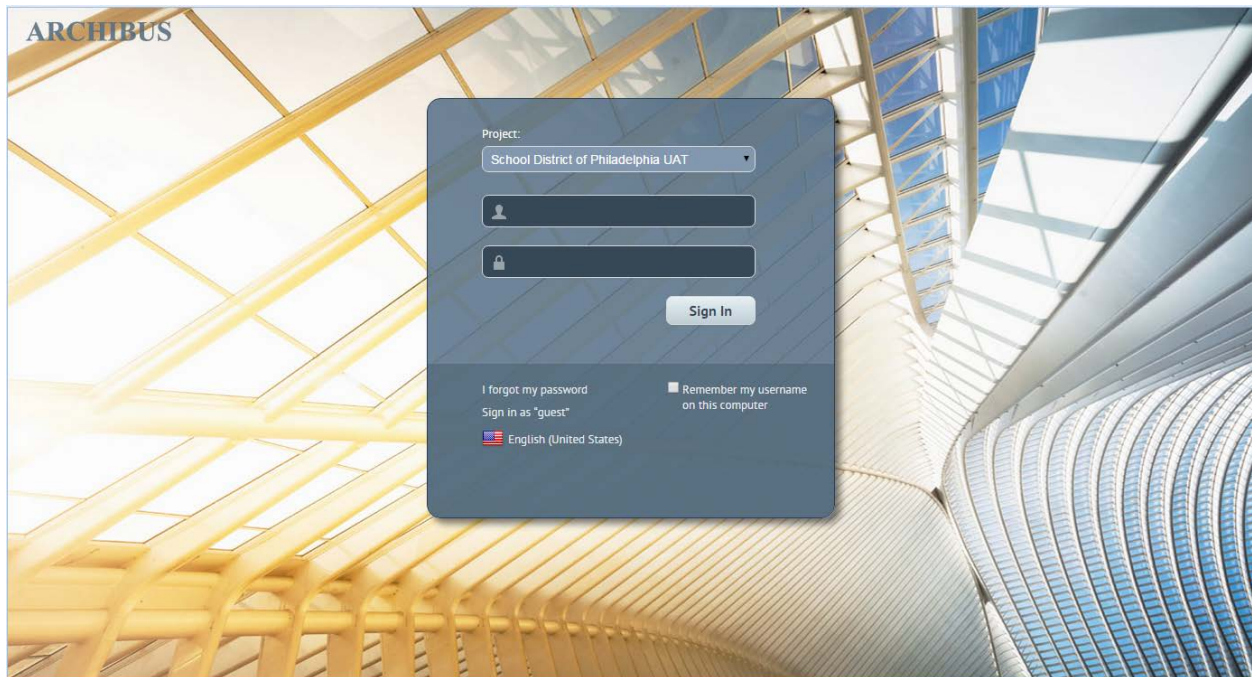 ARCHIBUS
Project:
School District of Philadelphia UAT
Sign In
I forgot my password
Remember my username
on this computer
Sign in as "guest"
English (United States)